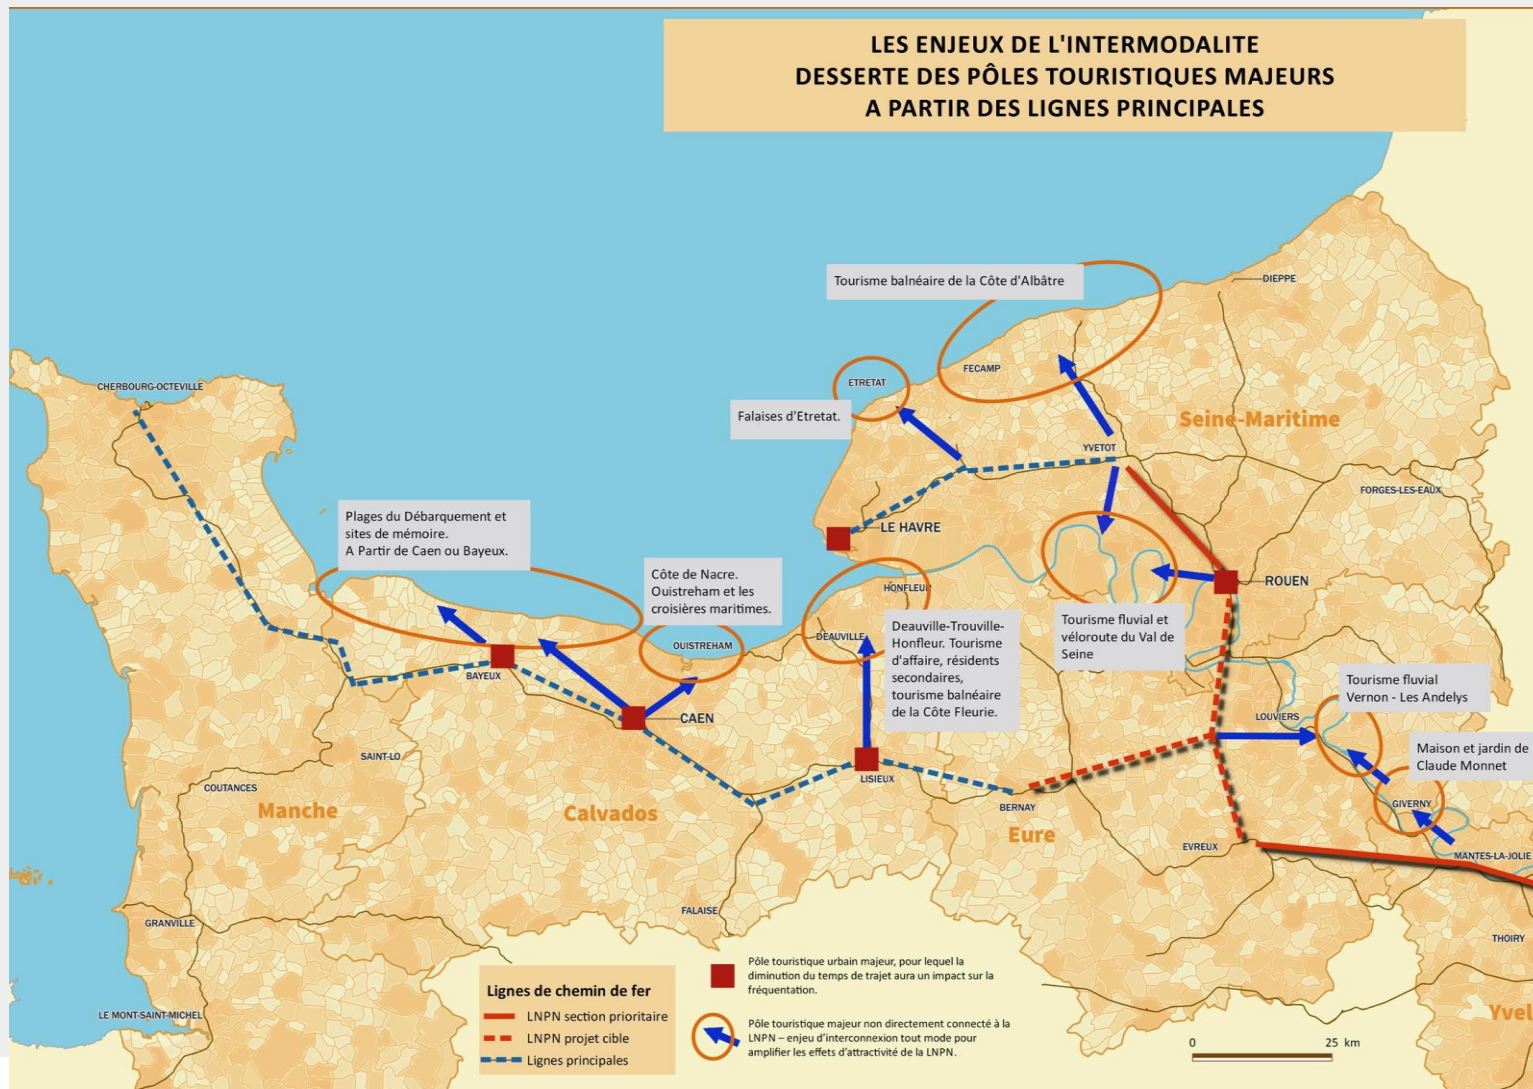 LES ENJEUX DE L'INTERMODALITE
DESSERTE DES PÔLES TOURISTIQUES MAJEURS
A PARTIR DES LIGNES PRINCIPALES
DIEPPE
Tourisme balnéaire de la Côte d'Albâtre
FECAMP
ETRETAT
CHERBOURG-OCTEVILLE
Falaises d'Etretat.
Seine-Maritime
YVETOT
FORGES-LES-EAUX
Plages du Débarquement et
sites de mémoire.
A Partir de Caen ou Bayeux.
LE HAVRE
Côte de Nacre.
Ouistreham et les
croisières maritimes.
HONFLEUR
ROUEN
Deauville-Trouville-
Honfleur. Tourisme
d'affaire, résidents
secondaires,
tourisme balnéaire
de la Côte Fleurie.
Tourisme fluvial et
véloroute du Val de
Seine
DEAUVILLE
OUISTREHAM
BAYEUX
Tourisme fluvial
Vernon - Les Andelys
CAEN
LOUVIERS
Maison et jardin de
Claude Monnet
SAINT-LO
LISIEUX
COUTANCES
BERNAY
GIVERNY
Manche
Calvados
Eure
EVREUX
MANTES-LA-JOLIE
FALAISE
GRANVILLE
THOIRY
LE MONT-SAINT-MICHEL
Yvel
Lignes de chemin de fer
LNPN section prioritaire
LNPN projet cible
Lignes principales
Pôle touristique urbain majeur, pour lequel la
diminution du temps de trajet aura un impact sur la
fréquentation.
Pôle touristique majeur non directement connecté à la
LNPN – enjeu d'interconnexion tout mode pour
amplifier les effets d'attractivité de la LNPN.
0 25 km